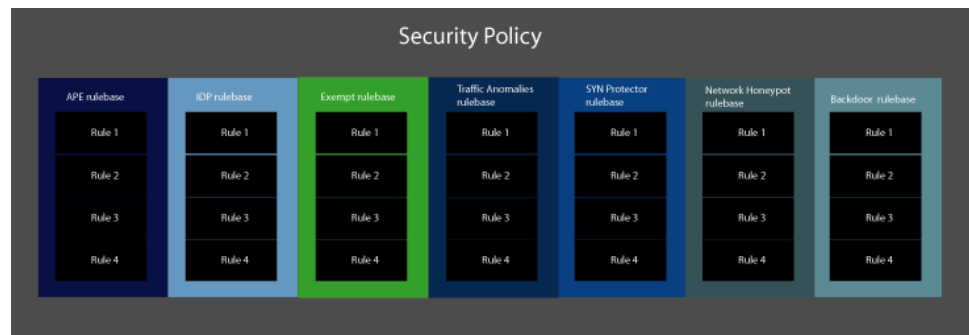 Security Policy
APE rulebase
Rule 1
Rule 2
Rule 3
Rule 4
IDP rulebase
Rule 1
Rule 2
Rule 3
Rule 4
Exempt rulebase
Rule 1
Rule 2
Rule 3
Rule 4
Traffic Anomalies
rulebase
Rule 1
Rule 2
Rule 3
Rule 4
SYN Protector
rulebase
Rule 1
Rule 2
Rule 3
Rule 4
Network Honeypot
rulebase
Rule 1
Rule 2
Rule 3
Rule 4
Backdoor rulebase
Rule 1
Rule 2
Rule 3
Rule 4